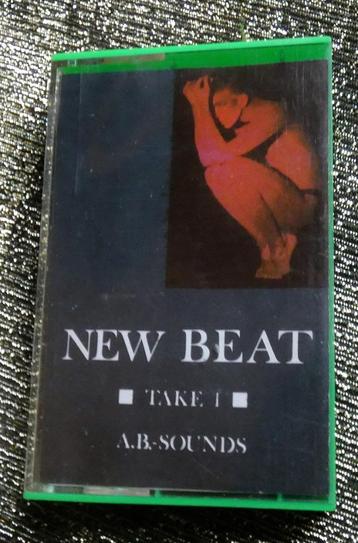 NEW BEAT
■ TAKE 1 ■
A.B.-SOUNDS